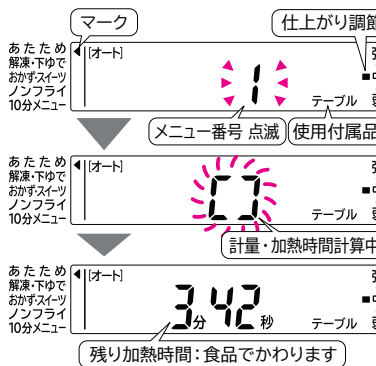 マーク
仕上がり調節
あたため
解凍・下ゆで
おかず・スイーツ
ノンフライ
10分メニュー
[オート]
1
テーブル
メニュー番号 点滅
使用付属品
あたため
解凍・下ゆで
おかず・スイーツ
ノンフライ
10分メニュー
[オート]
テーブル
計量・加熱時間計算中
あたため
解凍・下ゆで
おかず・スイーツ
ノンフライ
10分メニュー
[オート]
3分 42秒
テーブル
残り加熱時間：食品でかわります